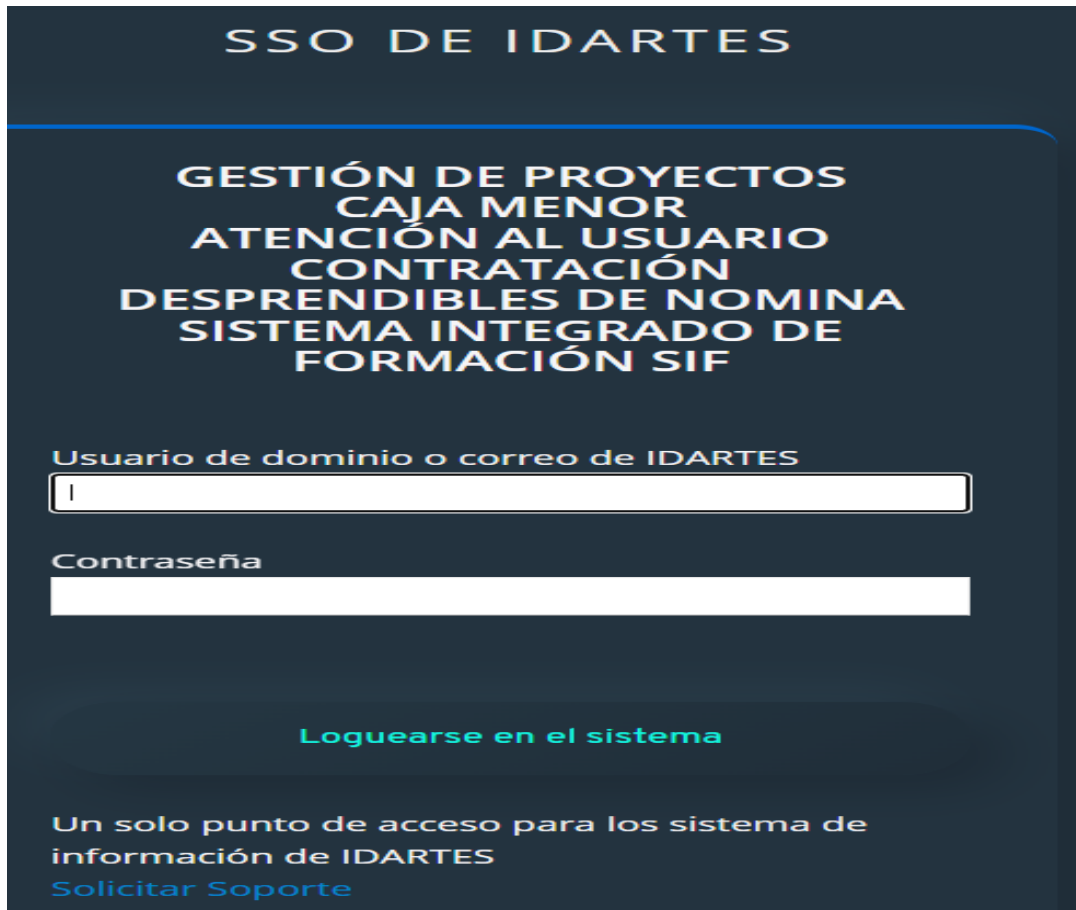 SSO DE IDARTES
GESTIÓN DE PROYECTOS
CAJA MENOR
ATENCIÓN AL USUARIO
CONTRATACIÓN
DESPRENDIBLES DE NOMINA
SISTEMA INTEGRADO DE
FORMACIÓN SIF
Usuario de dominio o correo de IDARTES
Contraseña
Loguearse en el sistema
Un solo punto de acceso para los sistema de
información de IDARTES
Solicitar Soporte